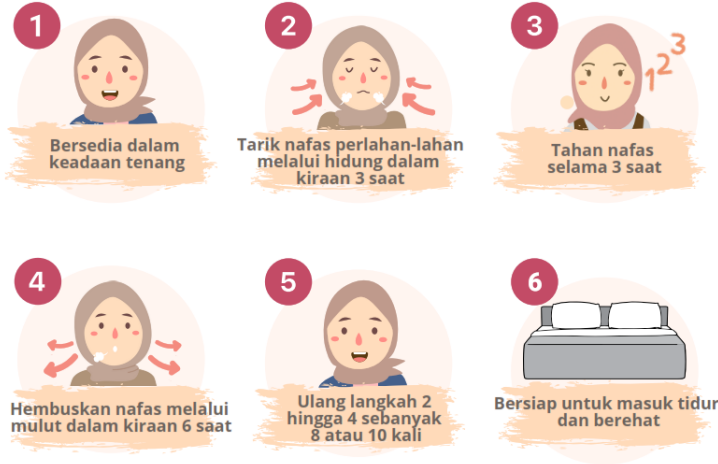 1
Bersedia dalam
keadaan tenang
2
Tarik nafas perlahan-lahan
melalui hidung dalam
kiraan 3 saat
3
1 2 3
Tahan nafas
selama 3 saat
4
Hembuskan nafas melalui
mulut dalam kiraan 6 saat
5
Ulang langkah 2
hingga 4 sebanyak
8 atau 10 kali
6
Bersiap untuk masuk tidur
dan berehat